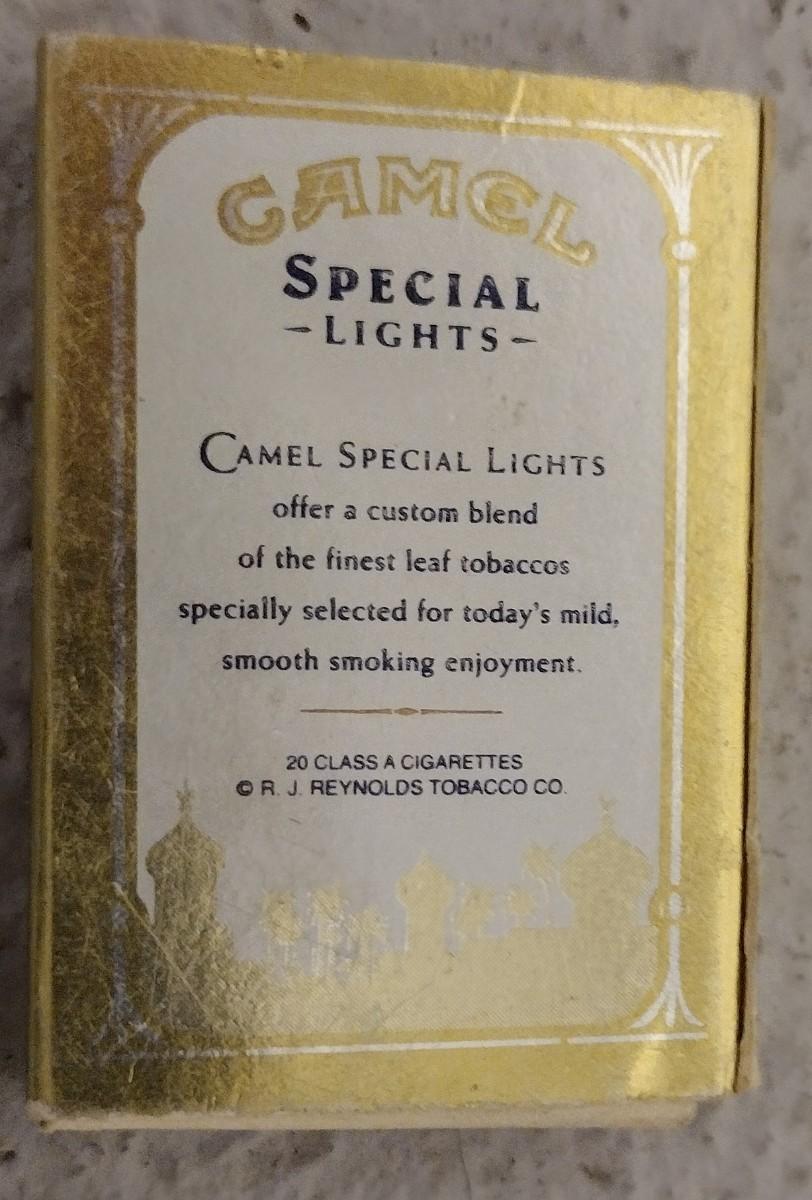 CAMEL
SPECIAL
-LIGHTS-
CAMEL SPECIAL LIGHTS
offer a custom blend
of the finest leaf tobaccos
specially selected for today's mild,
smooth smoking enjoyment.
20 CLASS A CIGARETTES
© R. J. REYNOLDS TOBACCO CO.